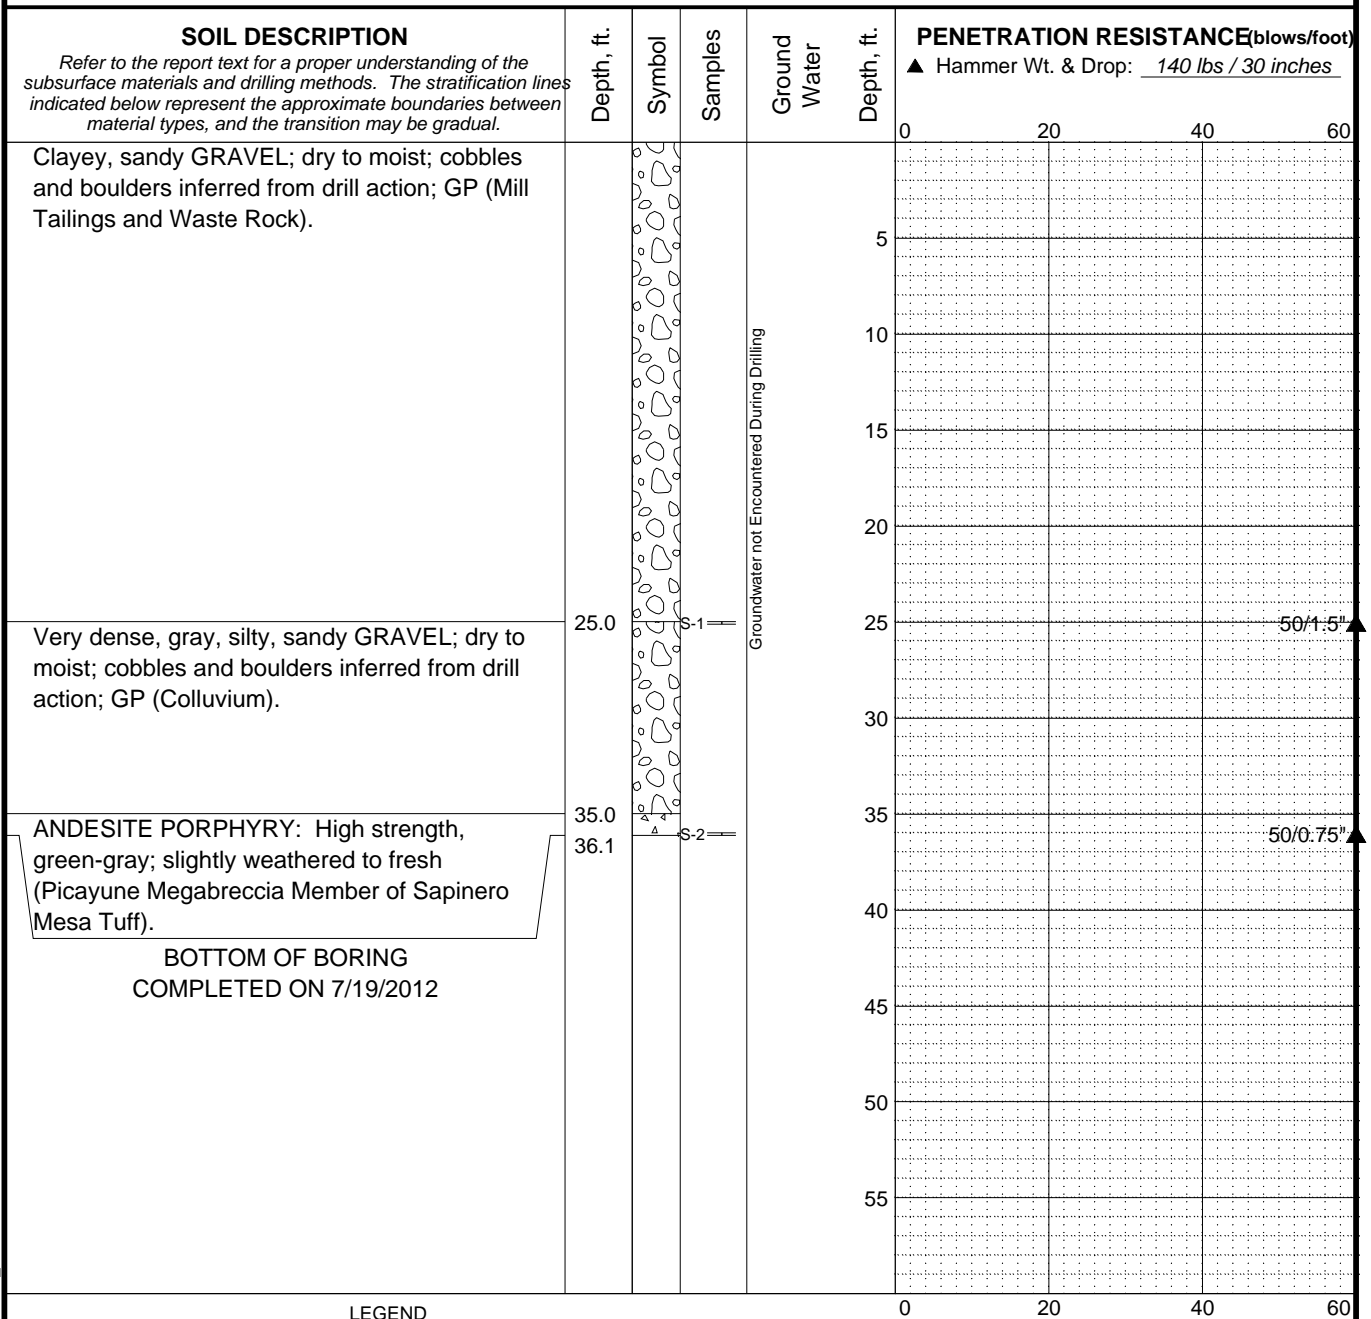 SOIL DESCRIPTION
Refer to the report text for a proper understanding of the
subsurface materials and drilling methods. The stratification lines
indicated below represent the approximate boundaries between
material types, and the transition may be gradual.
Depth, ft.
Symbol
Samples
Ground
Water
Depth, ft.
PENETRATION RESISTANCE(blows/foot)
▲ Hammer Wt. & Drop: 140 lbs / 30 inches
0 20 40 60
Clayey, sandy GRAVEL; dry to moist; cobbles
and boulders inferred from drill action; GP (Mill
Tailings and Waste Rock).
5
10
15
20
Groundwater not Encountered During Drilling
25.0 S-1 25 50/1.5"
Very dense, gray, silty, sandy GRAVEL; dry to
moist; cobbles and boulders inferred from drill
action; GP (Colluvium).
30
35.0 35
ANDESITE PORPHYRY: High strength,
green-gray; slightly weathered to fresh
(Picayune Megabreccia Member of Sapinero
Mesa Tuff).
36.1 S-2 50/0.75"
40
BOTTOM OF BORING
COMPLETED ON 7/19/2012
45
50
55
0 20 40 60
LEGEND